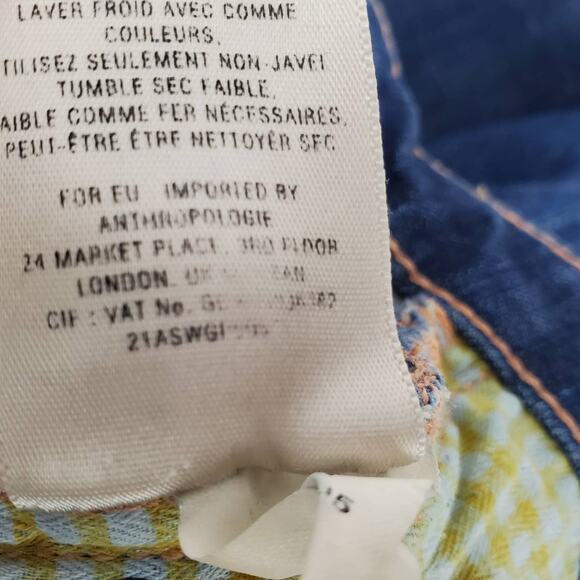 LAVER FROID AVEC COMME
COULEURS.
TILISEZ SEULEMENT NON-JAVEL
TUMBLE SEC FAIBLE.
AIBLE COMME FER NÉCESSAIRES.
PEUT-ÊTRE ÊTRE NETTOYÉR SEC
FOR EU IMPORTED BY
ANTHROPOLOGIE
24 MARKET PLACE, 3RD FLOOR
LONDON. UK
CIF : VAT No.